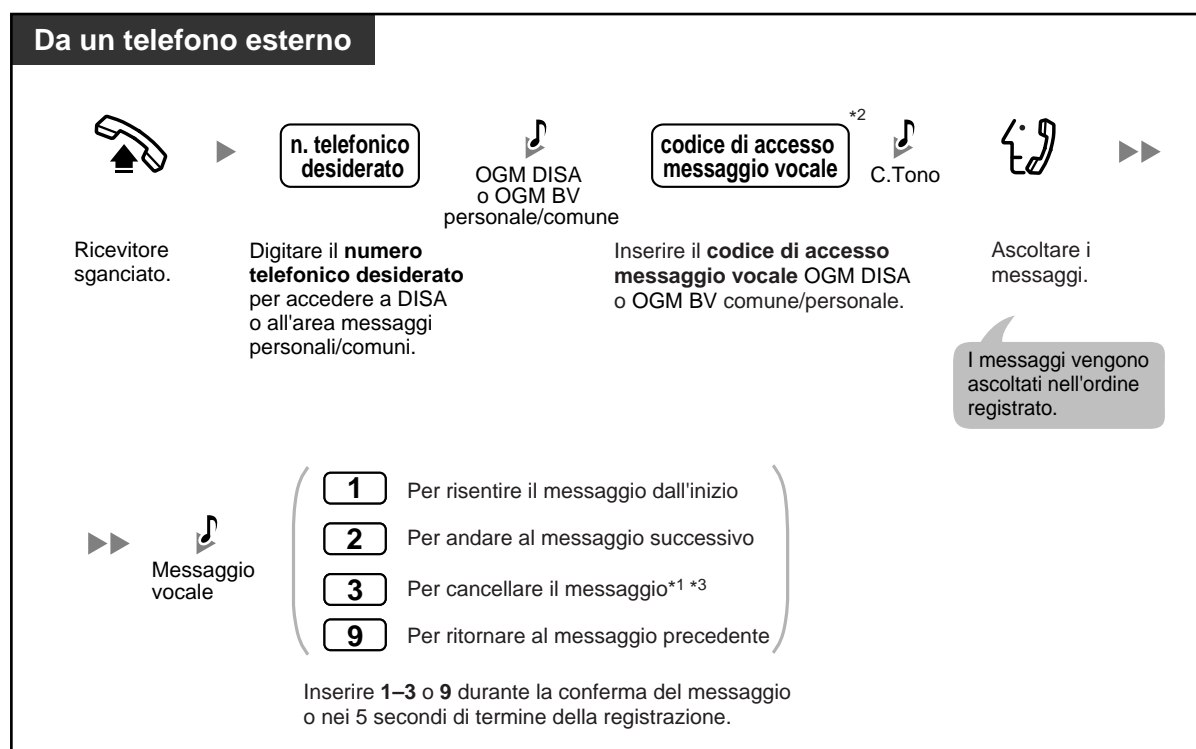 Da un telefono esterno
n. telefonico
desiderato
OGM DISA
o OGM BV
personale/comune
codice di accesso
messaggio vocale
*2
C.Tono
Ricevitore
sganciato.
Digitare il numero
telefonico desiderato
per accedere a DISA
o all'area messaggi
personali/comuni.
Inserire il codice di accesso
messaggio vocale OGM DISA
o OGM BV comune/personale.
Ascoltare i
messaggi.
I messaggi vengono
ascoltati nell'ordine
registrato.
Messaggio
vocale
1 Per risentire il messaggio dall'inizio
2 Per andare al messaggio successivo
3 Per cancellare il messaggio*1 *3
9 Per ritornare al messaggio precedente
Inserire 1–3 o 9 durante la conferma del messaggio
o nei 5 secondi di termine della registrazione.